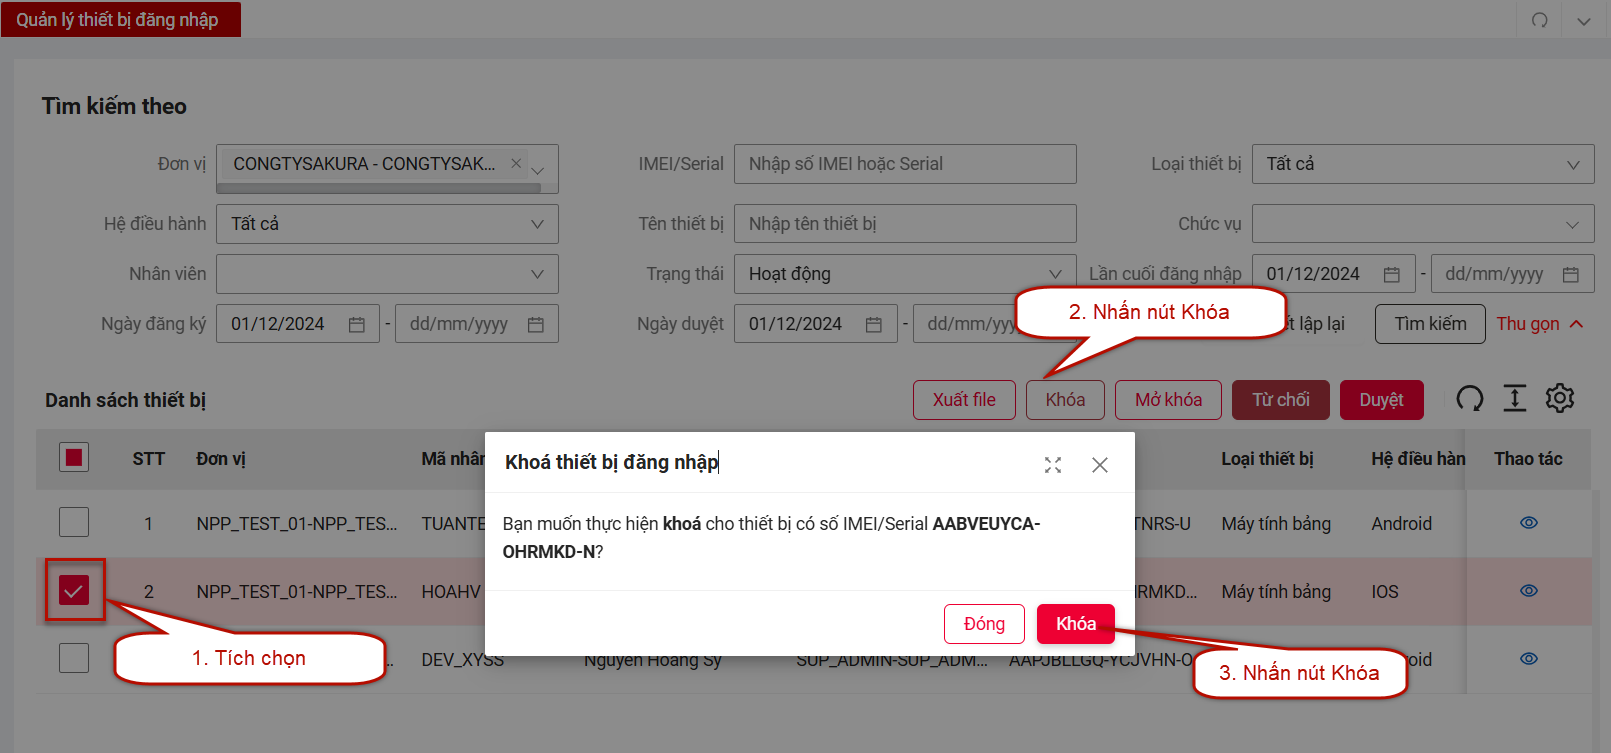 Quản lý thiết bị đăng nhập
Tìm kiếm theo
Đơn vị CONGTYSAKURA - CONGTYSAK... IMEI/Serial Nhập số IMEI hoặc Serial Loại thiết bị Tất cả
Hệ điều hành Tất cả Tên thiết bị Nhập tên thiết bị Chức vụ
Nhân viên Trạng thái Hoạt động Lần cuối đăng nhập 01/12/2024 - dd/mm/yyyy
Ngày đăng ký 01/12/2024 - dd/mm/yyyy Ngày duyệt 01/12/2024 - dd/mm/yy lập lại Tìm kiếm Thu gọn
2. Nhấn nút Khóa
Danh sách thiết bị Xuất file Khóa Mở khóa Từ chối Duyệt
STT Đơn vị Mã nhân Loại thiết bị Hệ điều hàn Thao tác
1 NPP_TEST_01-NPP_TES... TUANTE TNRS-U Máy tính bảng Android
2 NPP_TEST_01-NPP_TES... HOAHV HRMKD... Máy tính bảng IOS
DEV_XYSS Nguyễn Hoàng Sỹ SUP_ADMIN-SUP_ADM... AAPJBLLGQ-YCJVHN-O oid
Khoá thiết bị đăng nhập
Bạn muốn thực hiện khoá cho thiết bị có số IMEI/Serial AABVEUYCA-
OHRMKD-N?
Đóng Khóa
1. Tích chọn
3. Nhấn nút Khóa